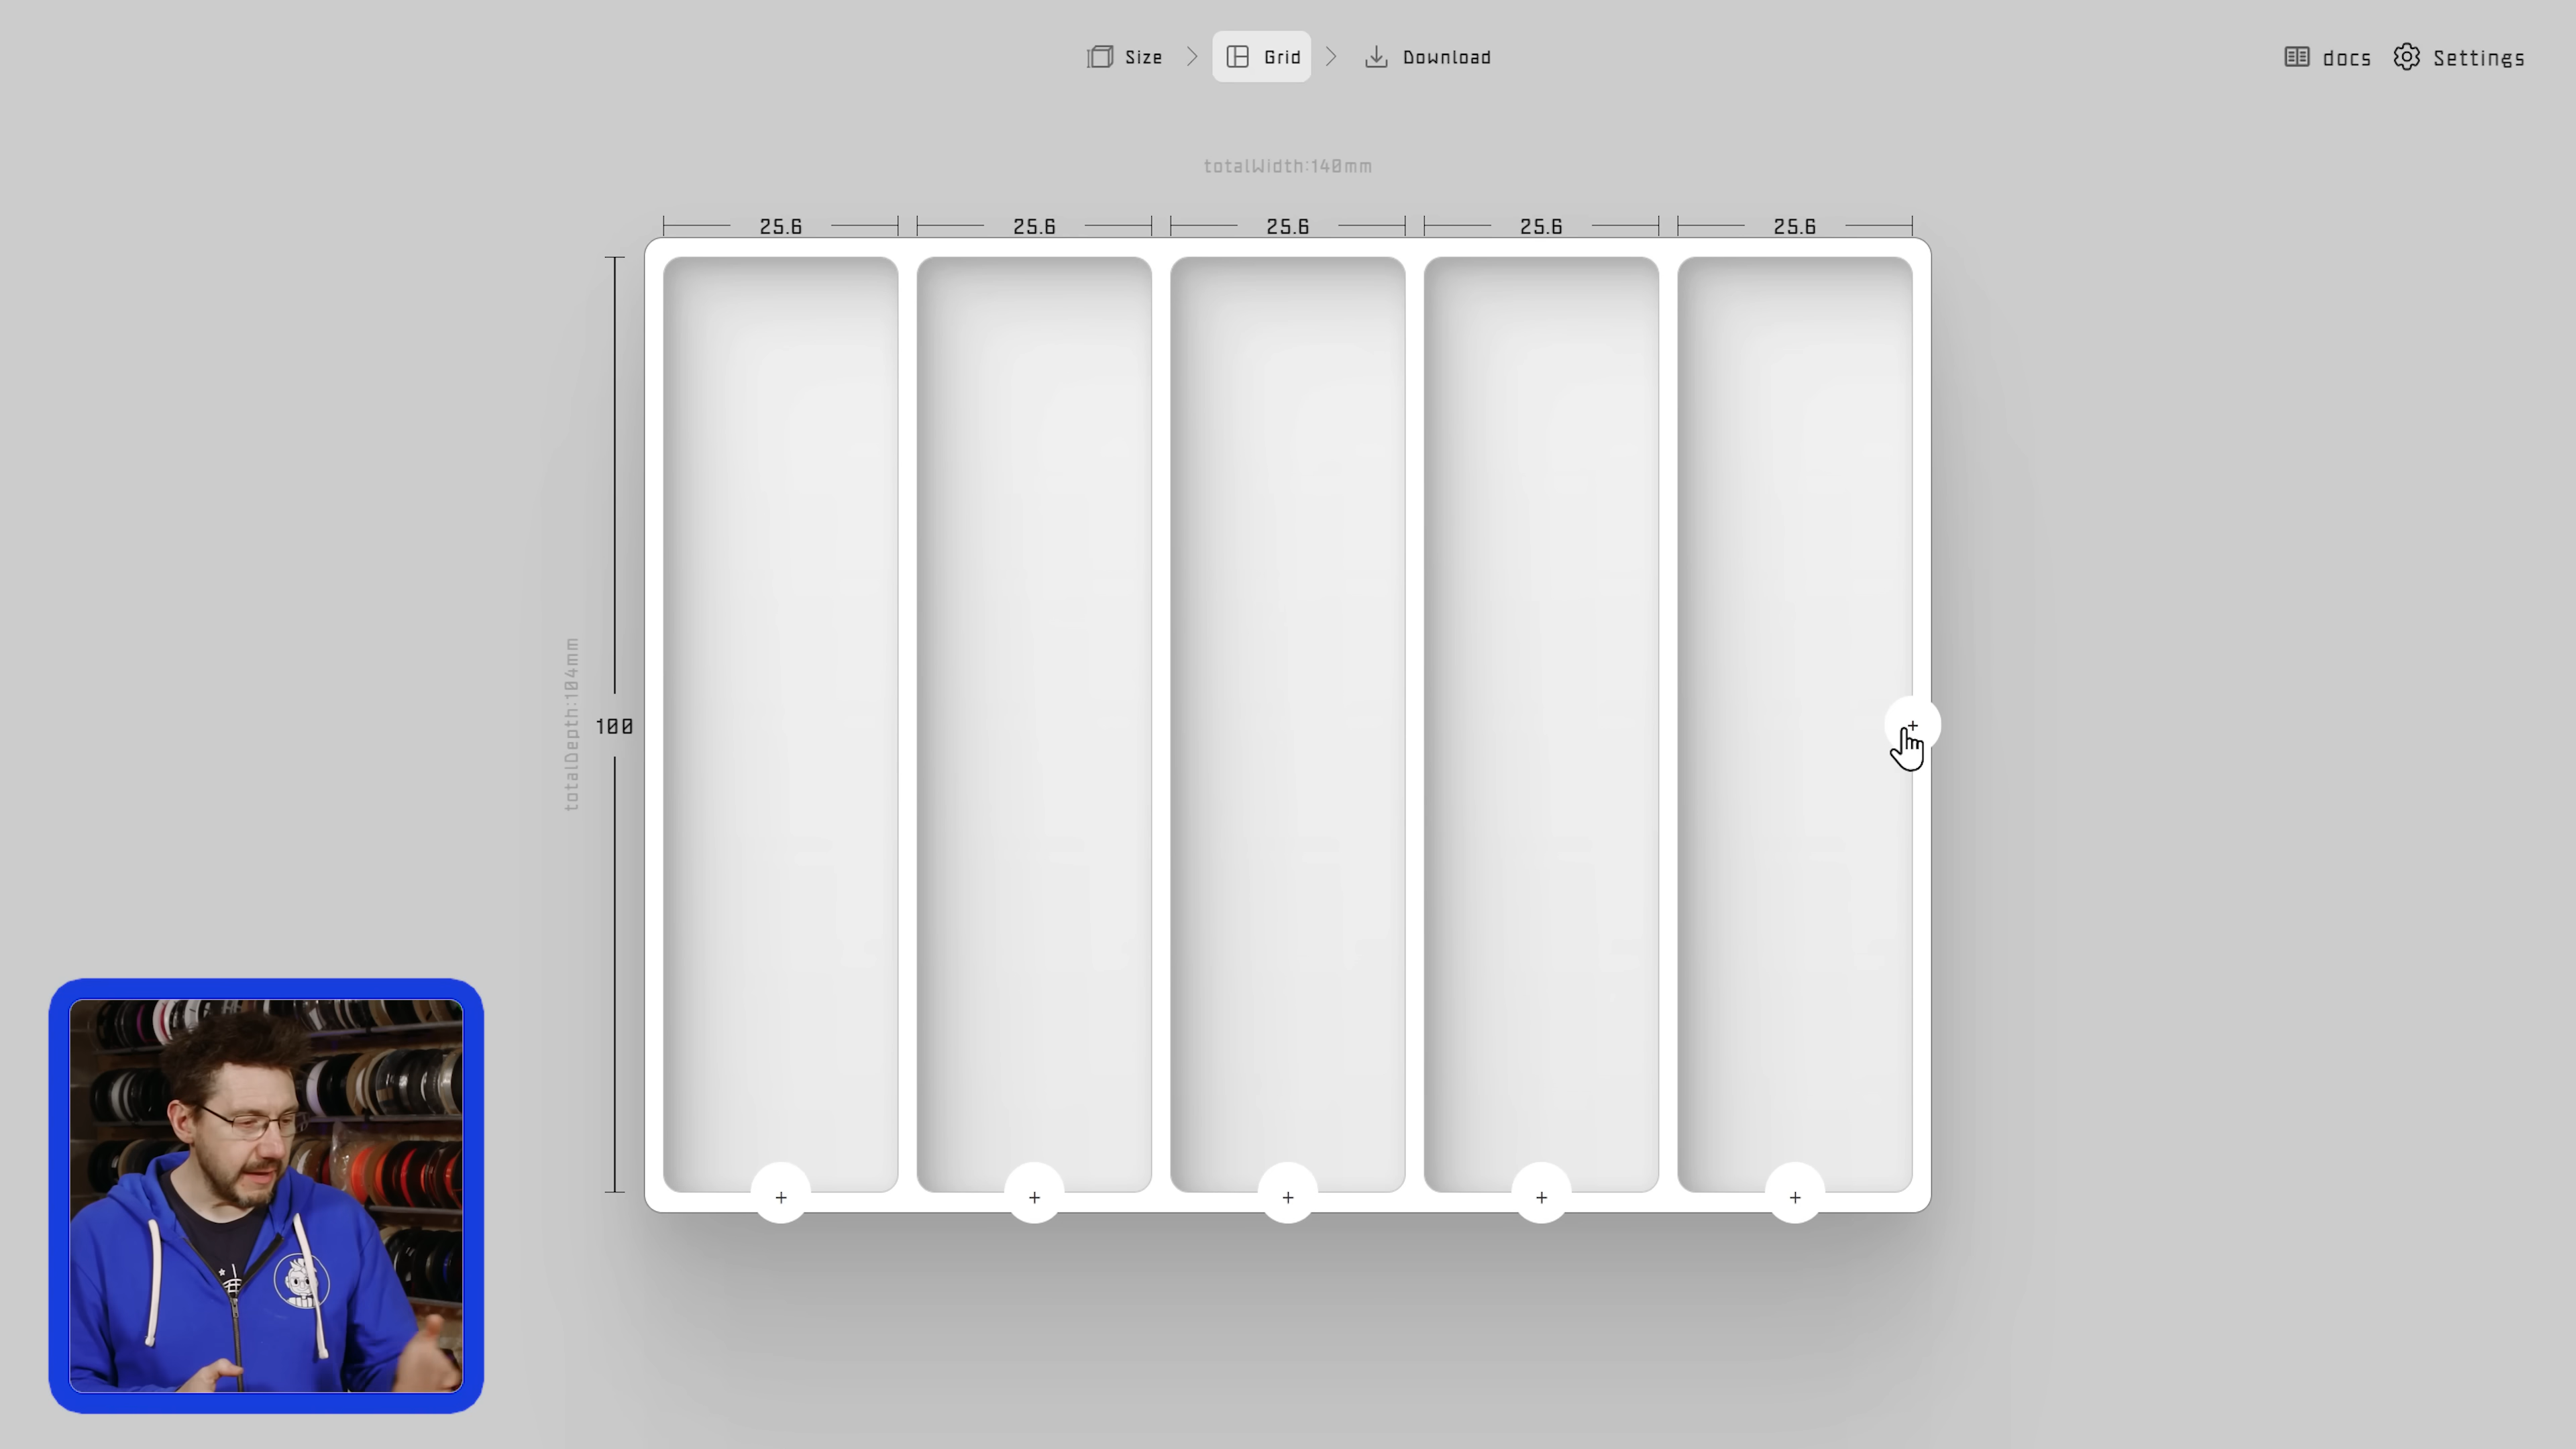 Size
Grid
Download
docs
Settings
totalWidth:140mm
25.6
25.6
25.6
25.6
25.6
totalDepth:104mm
100
+
+
+
+
+
+